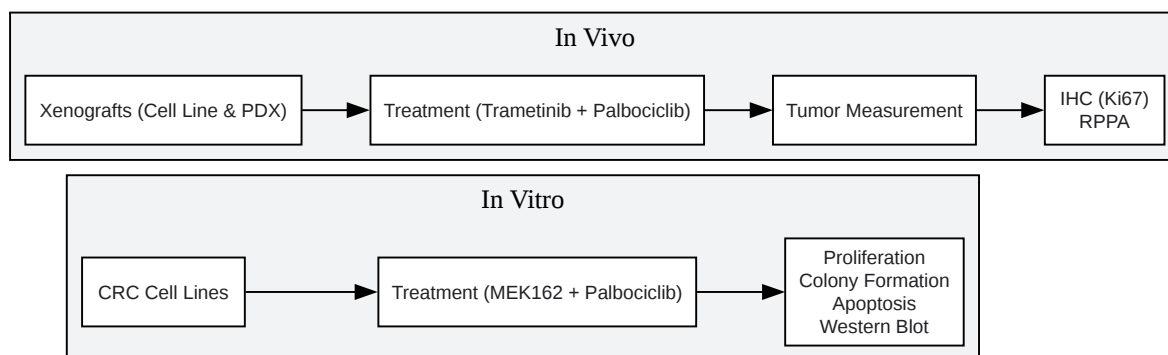 In Vivo
Xenografts (Cell Line & PDX)
Treatment (Trametinib + Palbociclib)
Tumor Measurement
IHC (Ki67)
RPPA
In Vitro
CRC Cell Lines
Treatment (MEK162 + Palbociclib)
Proliferation
Colony Formation
Apoptosis
Western Blot